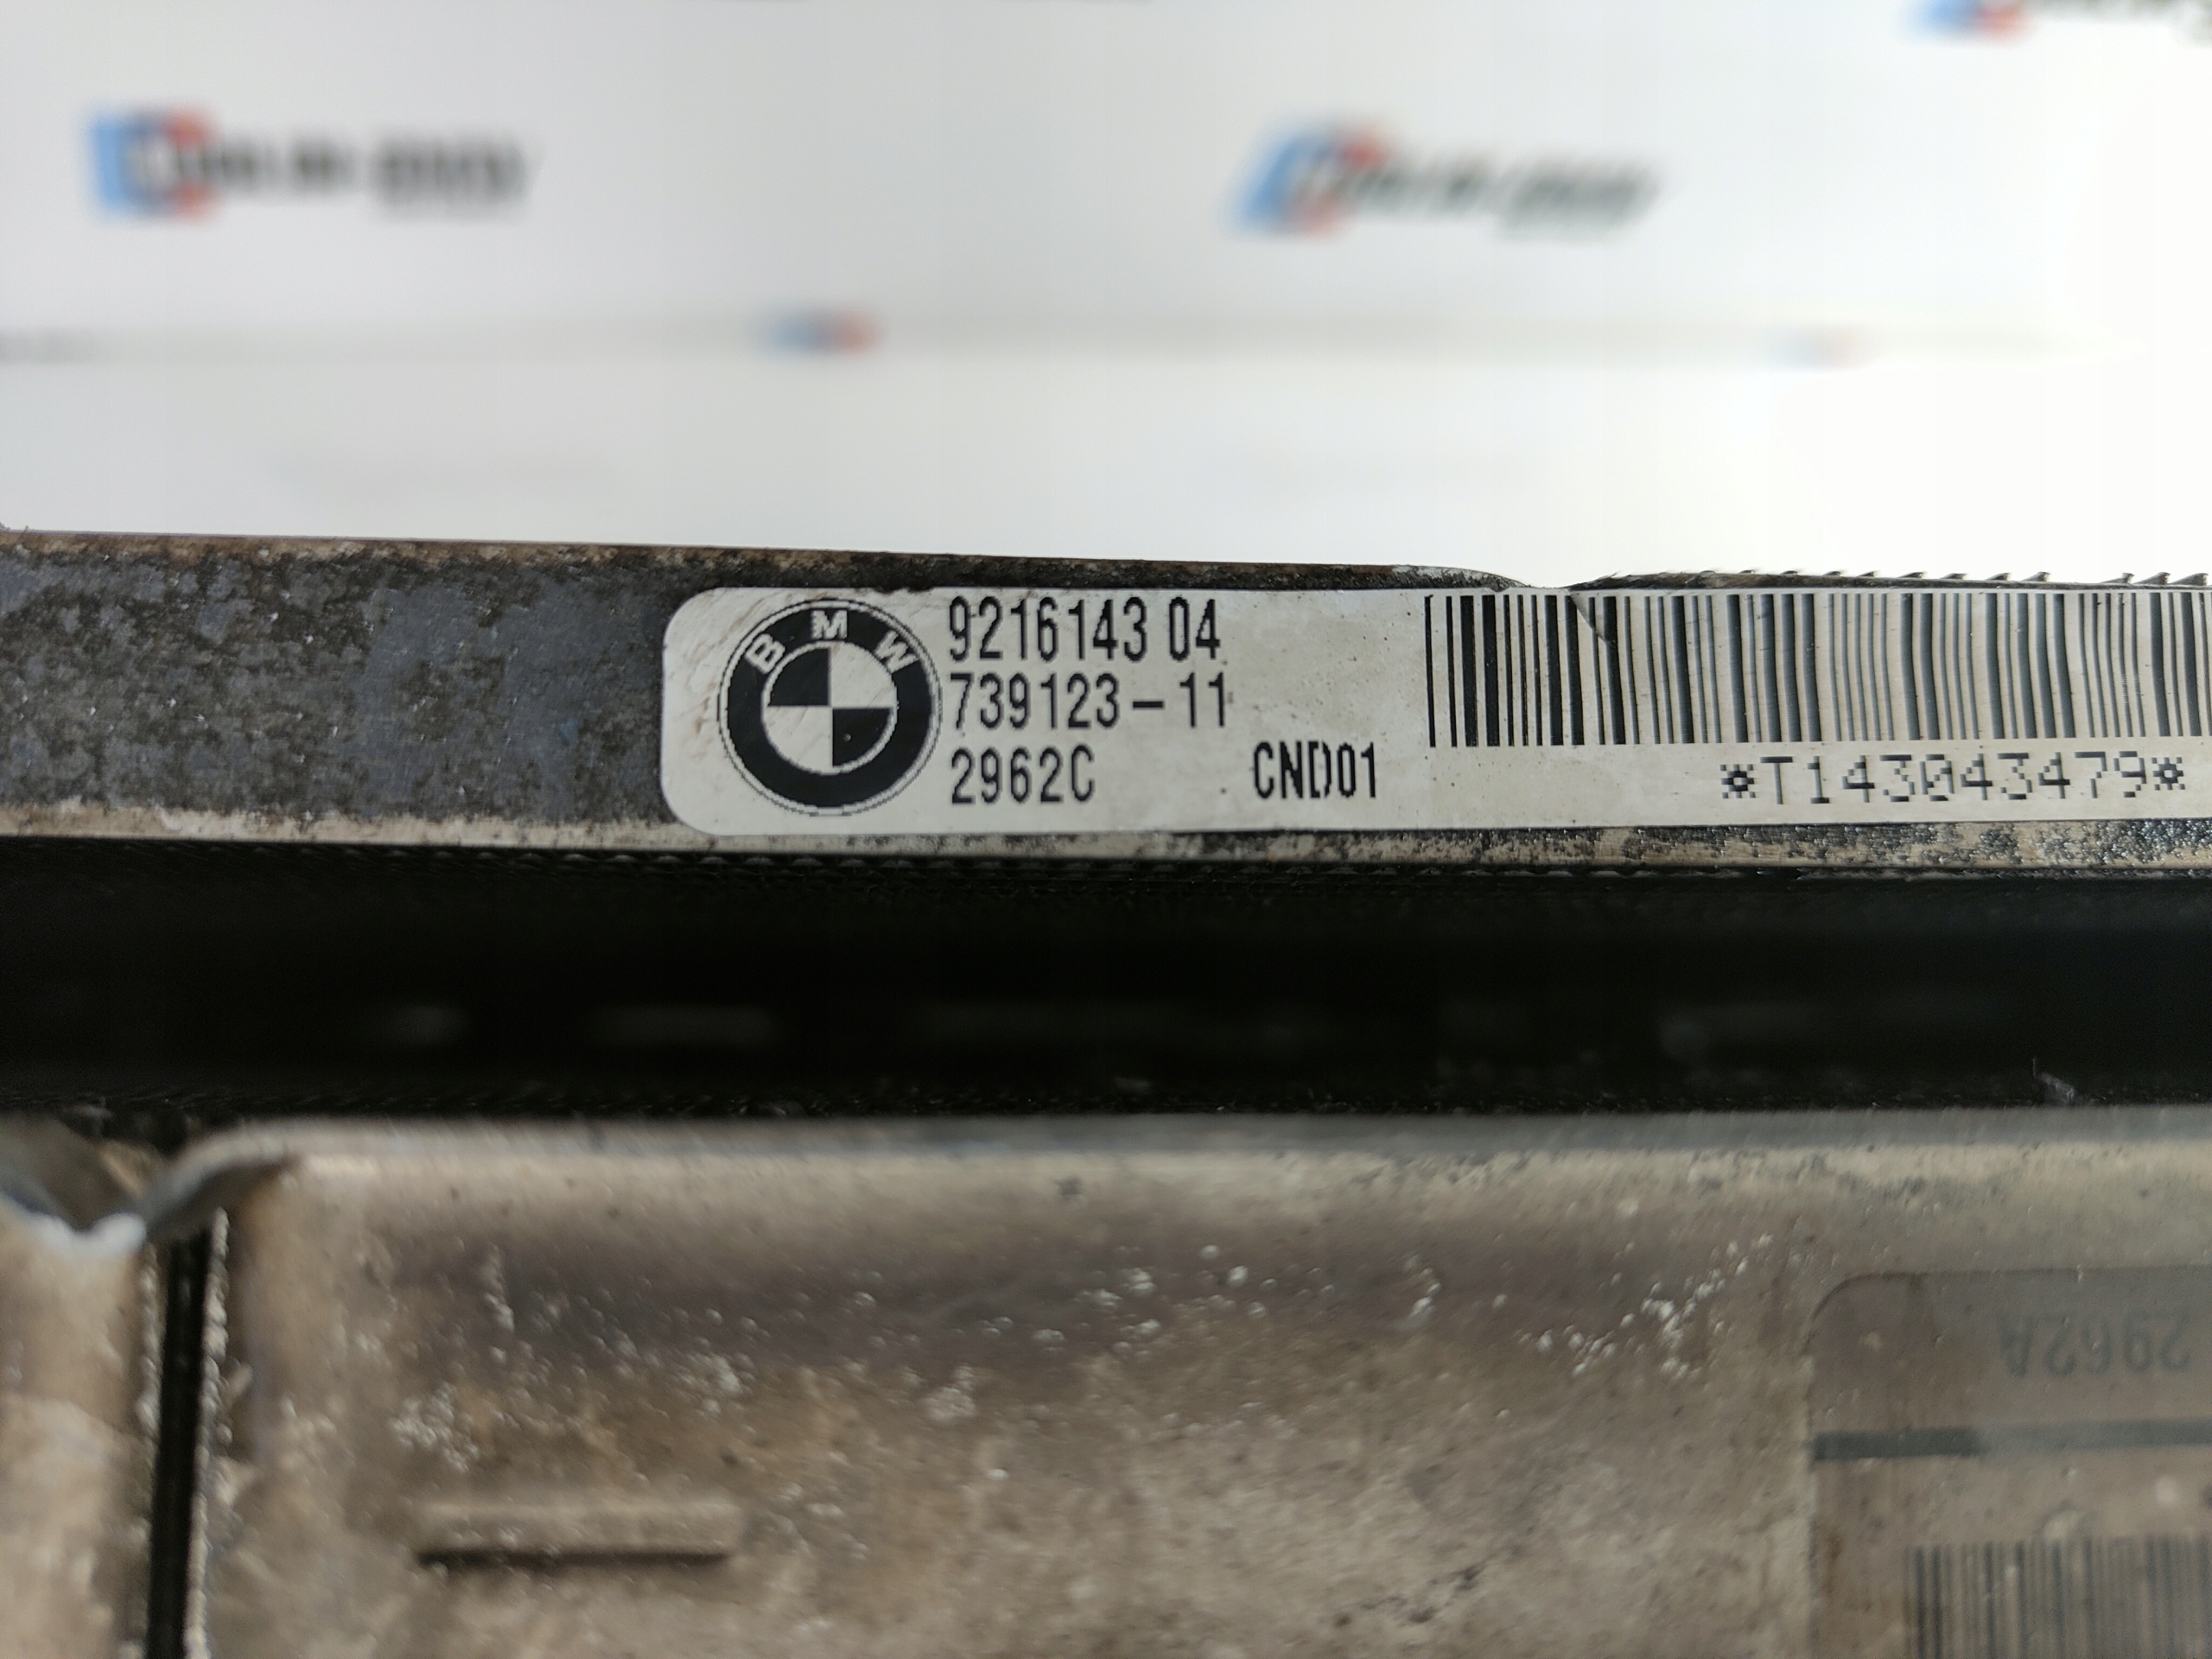 BMW
9216143 04
739123-11
2962C CND01
*T143043479*
2962A